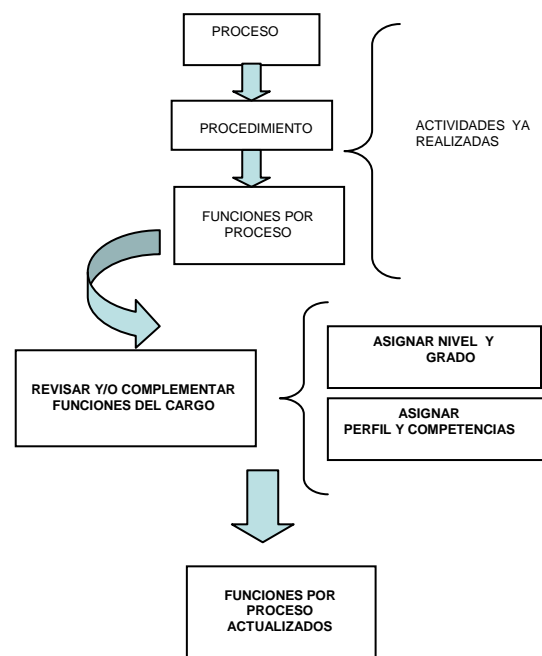 PROCESO
PROCEDIMIENTO
ACTIVIDADES YA
REALIZADAS
FUNCIONES POR
PROCESO
REVISAR Y/O COMPLEMENTAR
FUNCIONES DEL CARGO
ASIGNAR NIVEL Y
GRADO
ASIGNAR
PERFIL Y COMPETENCIAS
FUNCIONES POR
PROCESO
ACTUALIZADOS